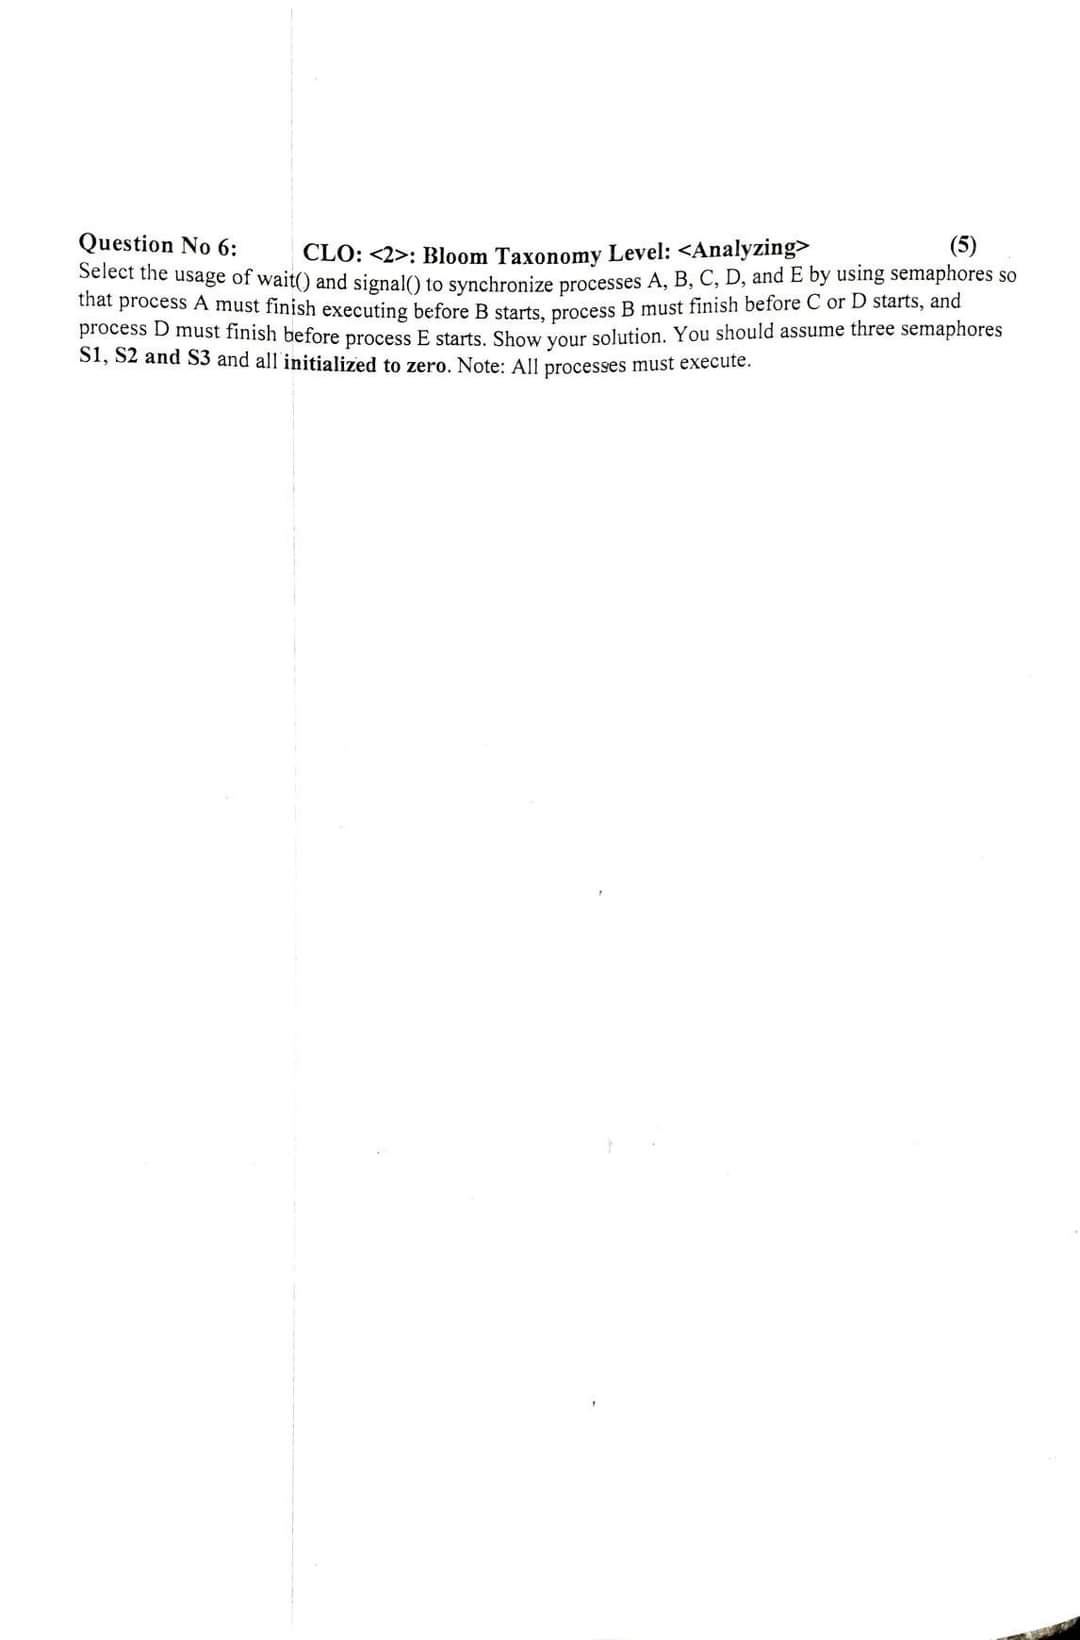 Question No 6: CLO: <2>: Bloom Taxonomy Level: <Analyzing> (5)
Select the usage of wait() and signal() to synchronize processes A, B, C, D, and E by using semaphores so
that process A must finish executing before B starts, process B must finish before C or D starts, and
process D must finish before process E starts. Show your solution. You should assume three semaphores
S1, S2 and S3 and all initialized to zero. Note: All processes must execute.